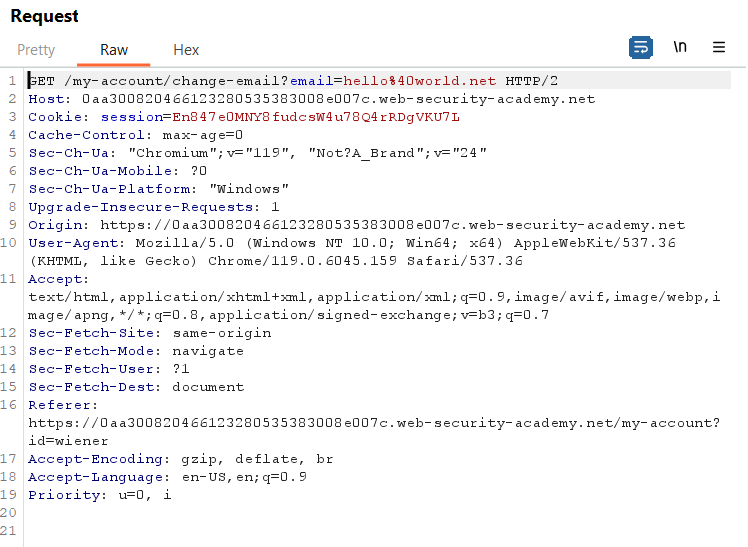 Request
Pretty Raw Hex \n
1 GET /my-account/change-email?email=hello%40world.net HTTP/2
2 Host: 0aa300820466123280535383008e007c.web-security-academy.net
3 Cookie: session=En847e0MNY8fudcsW4u78Q4rRDgVKU7L
4 Cache-Control: max-age=0
5 Sec-Ch-Ua: "Chromium";v="119", "Not?A_Brand";v="24"
6 Sec-Ch-Ua-Mobile: ?0
7 Sec-Ch-Ua-Platform: "Windows"
8 Upgrade-Insecure-Requests: 1
9 Origin: https://0aa300820466123280535383008e007c.web-security-academy.net
10 User-Agent: Mozilla/5.0 (Windows NT 10.0; Win64; x64) AppleWebKit/537.36
(KHTML, like Gecko) Chrome/119.0.6045.159 Safari/537.36
11 Accept:
text/html,application/xhtml+xml,application/xml;q=0.9,image/avif,image/webp,i
mage/apng,*/*;q=0.8,application/signed-exchange;v=b3;q=0.7
12 Sec-Fetch-Site: same-origin
13 Sec-Fetch-Mode: navigate
14 Sec-Fetch-User: ?1
15 Sec-Fetch-Dest: document
16 Referer:
https://0aa300820466123280535383008e007c.web-security-academy.net/my-account?
id=wiener
17 Accept-Encoding: gzip, deflate, br
18 Accept-Language: en-US,en;q=0.9
19 Priority: u=0, i
20
21